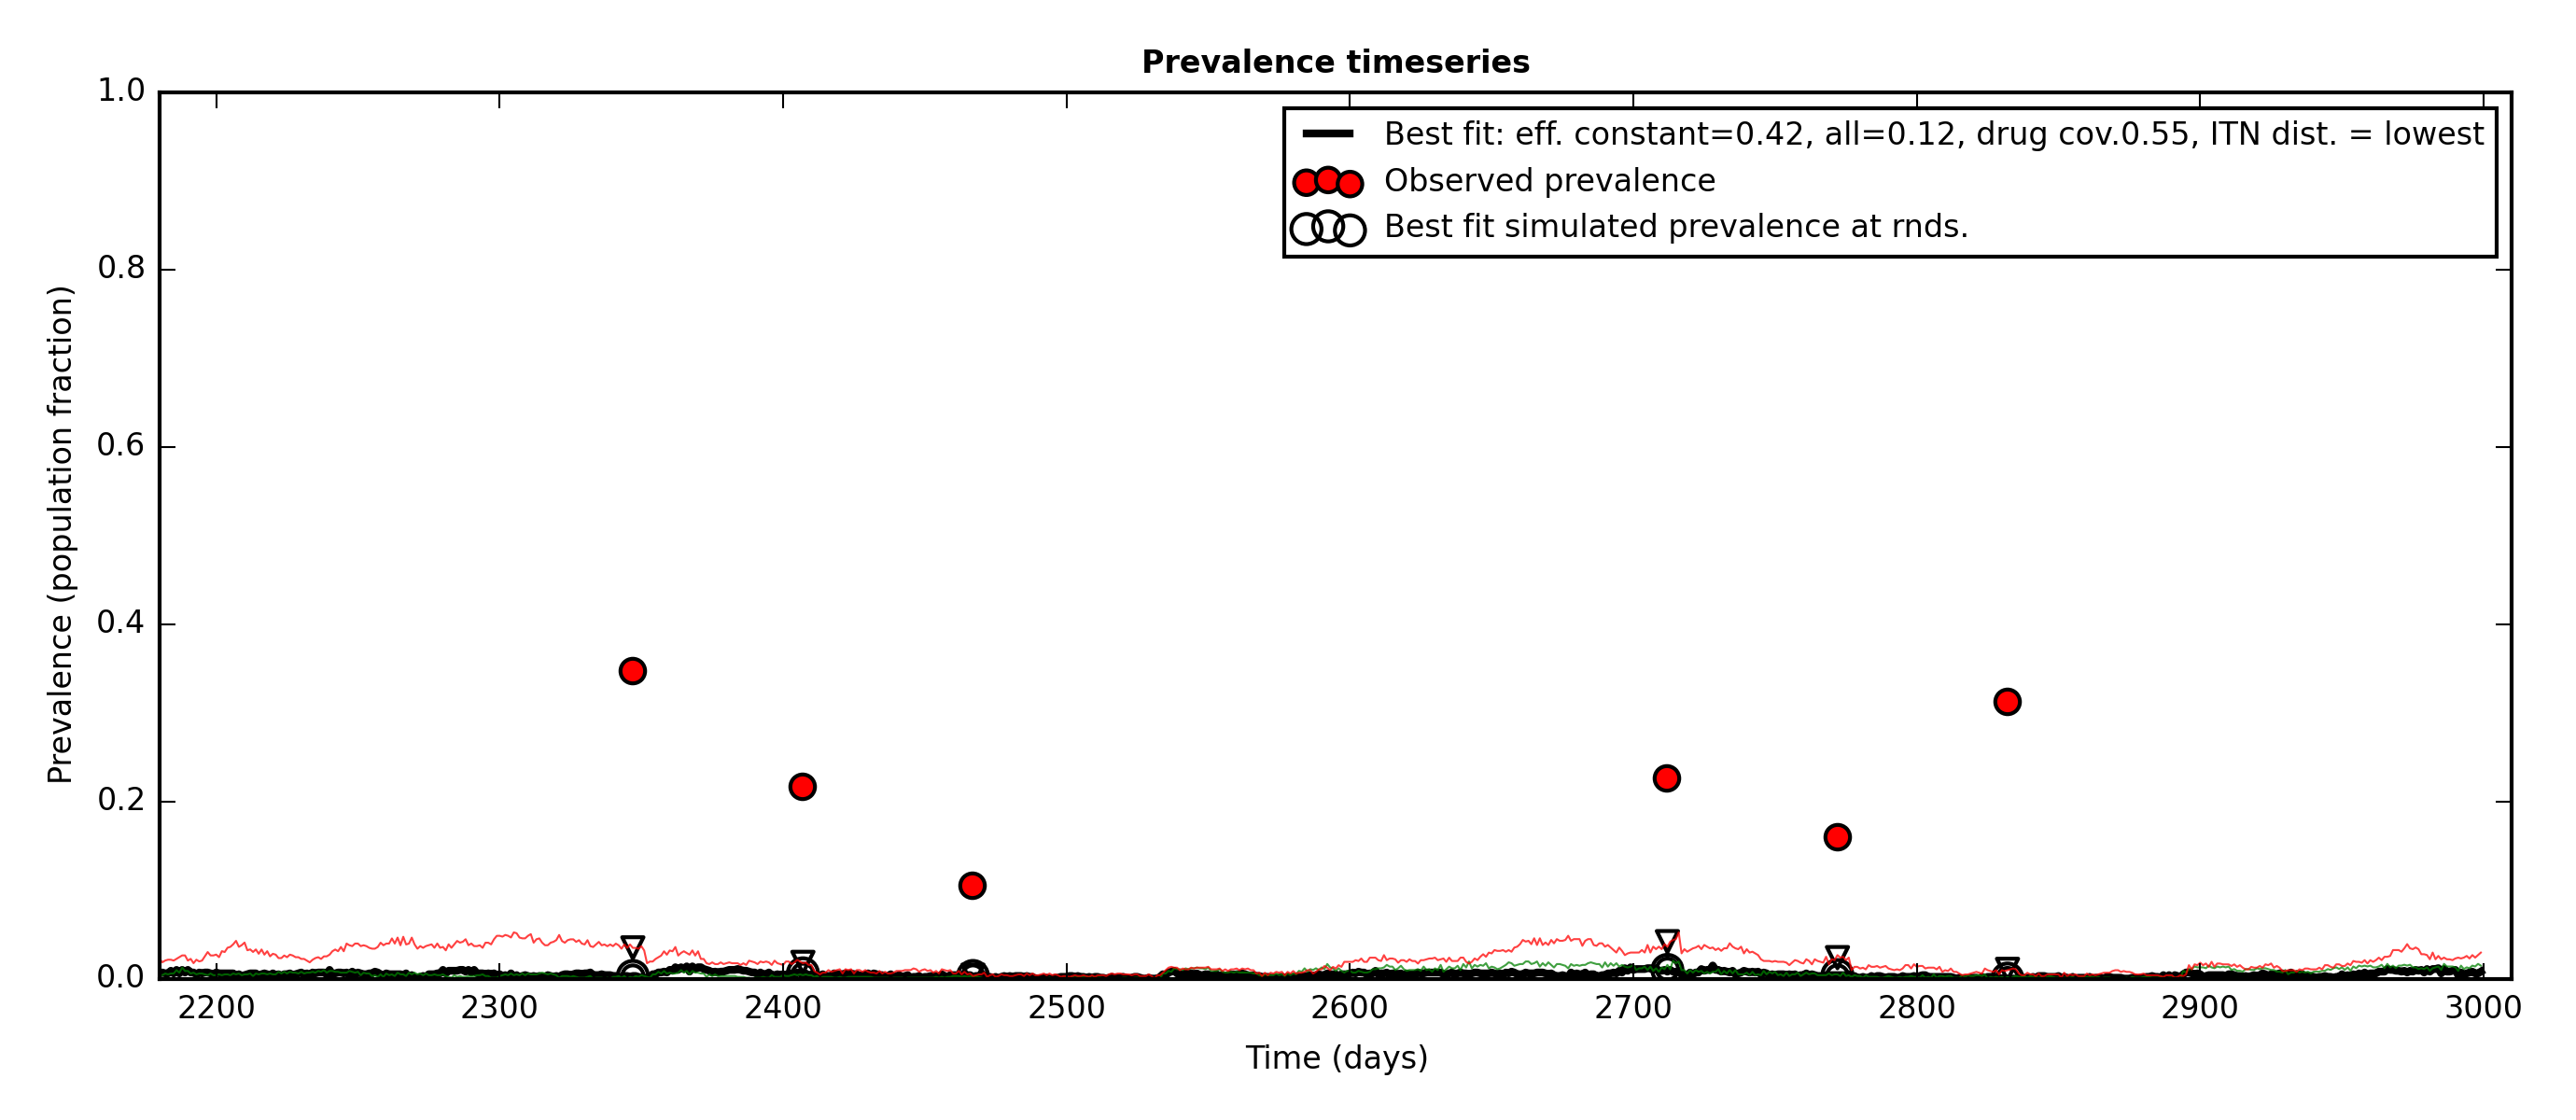 Prevalence timeseries
Best fit: eff. constant=0.42, all=0.12, drug cov.0.55, ITN dist. = lowest
Observed prevalence
Best fit simulated prevalence at rnds.
Prevalence (population fraction)
1.0
0.8
0.6
0.4
0.2
0.0
2200 2300 2400 2500 2600 2700 2800 2900 3000
Time (days)